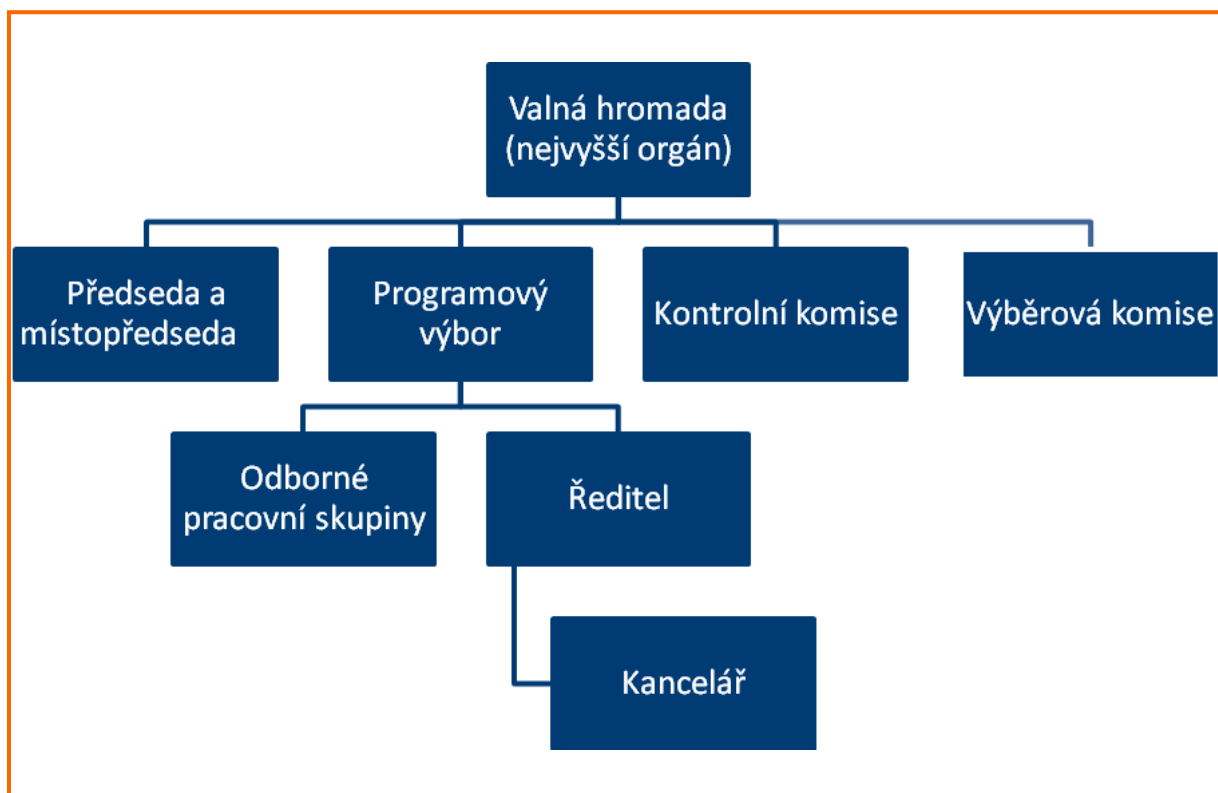 Valná hromada
(nejvyšší orgán)
Předseda a
místopředseda
Programový
výbor
Kontrolní komise
Výběrová komise
Odborné
pracovní skupiny
Ředitel
Kancelář